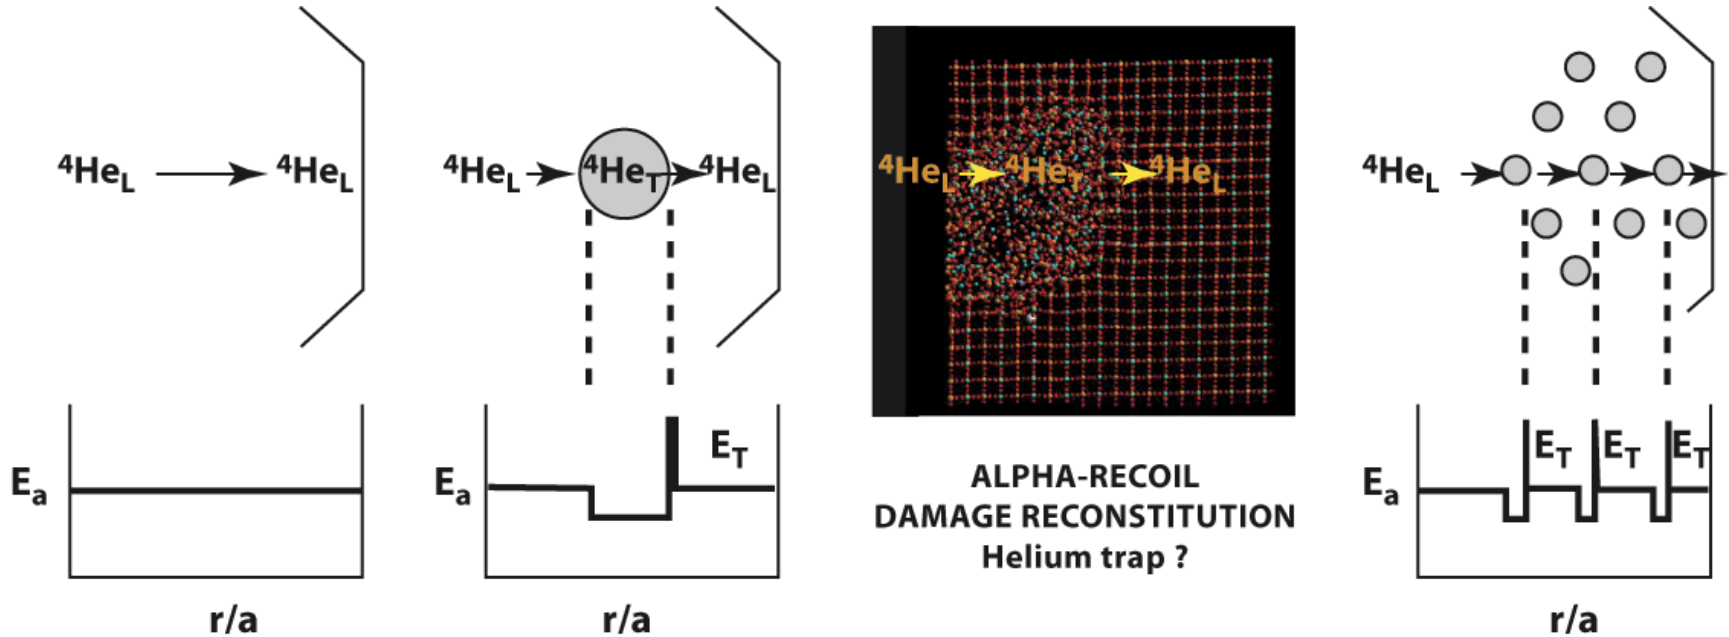 ⁴He_L ⁴He_L
⁴He_L ⁴He_T ⁴He_L
⁴He_L ⁴He_T ⁴He_L
⁴He_L
E_a
r/a
E_a E_T
r/a
ALPHA-RECOIL
DAMAGE RECONSTITUTION
Helium trap ?
E_a E_T E_T E_T
r/a